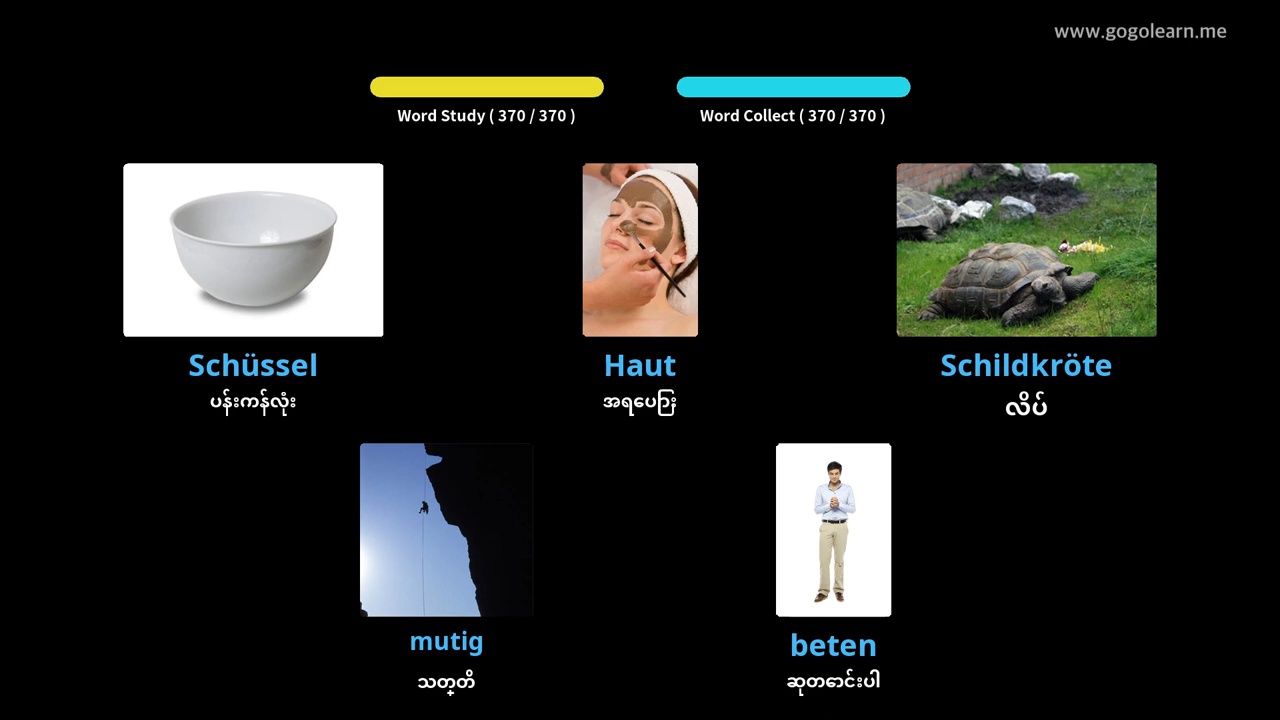 www.gogolearn.me
Word Study ( 370 / 370 )
Word Collect ( 370 / 370 )
Schüssel
Haut
Schildkröte
ပန်းကန်လုံး
အရေပြား
လိပ်
mutig
beten
သတ္တိ
ဆုတောင်းပါ